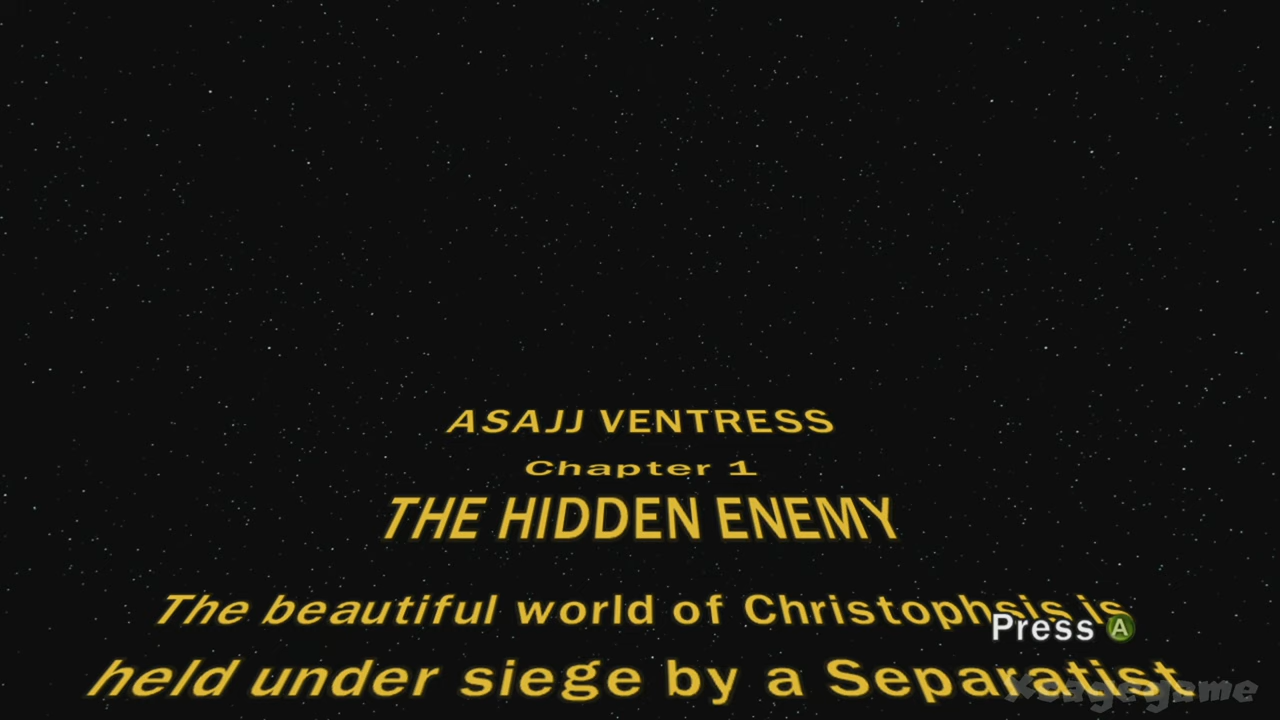 ASAJJ VENTRESS
Chapter 1
THE HIDDEN ENEMY
The beautiful world of Christophsis is
Press A
held under siege by a Separatist
Xcagegame